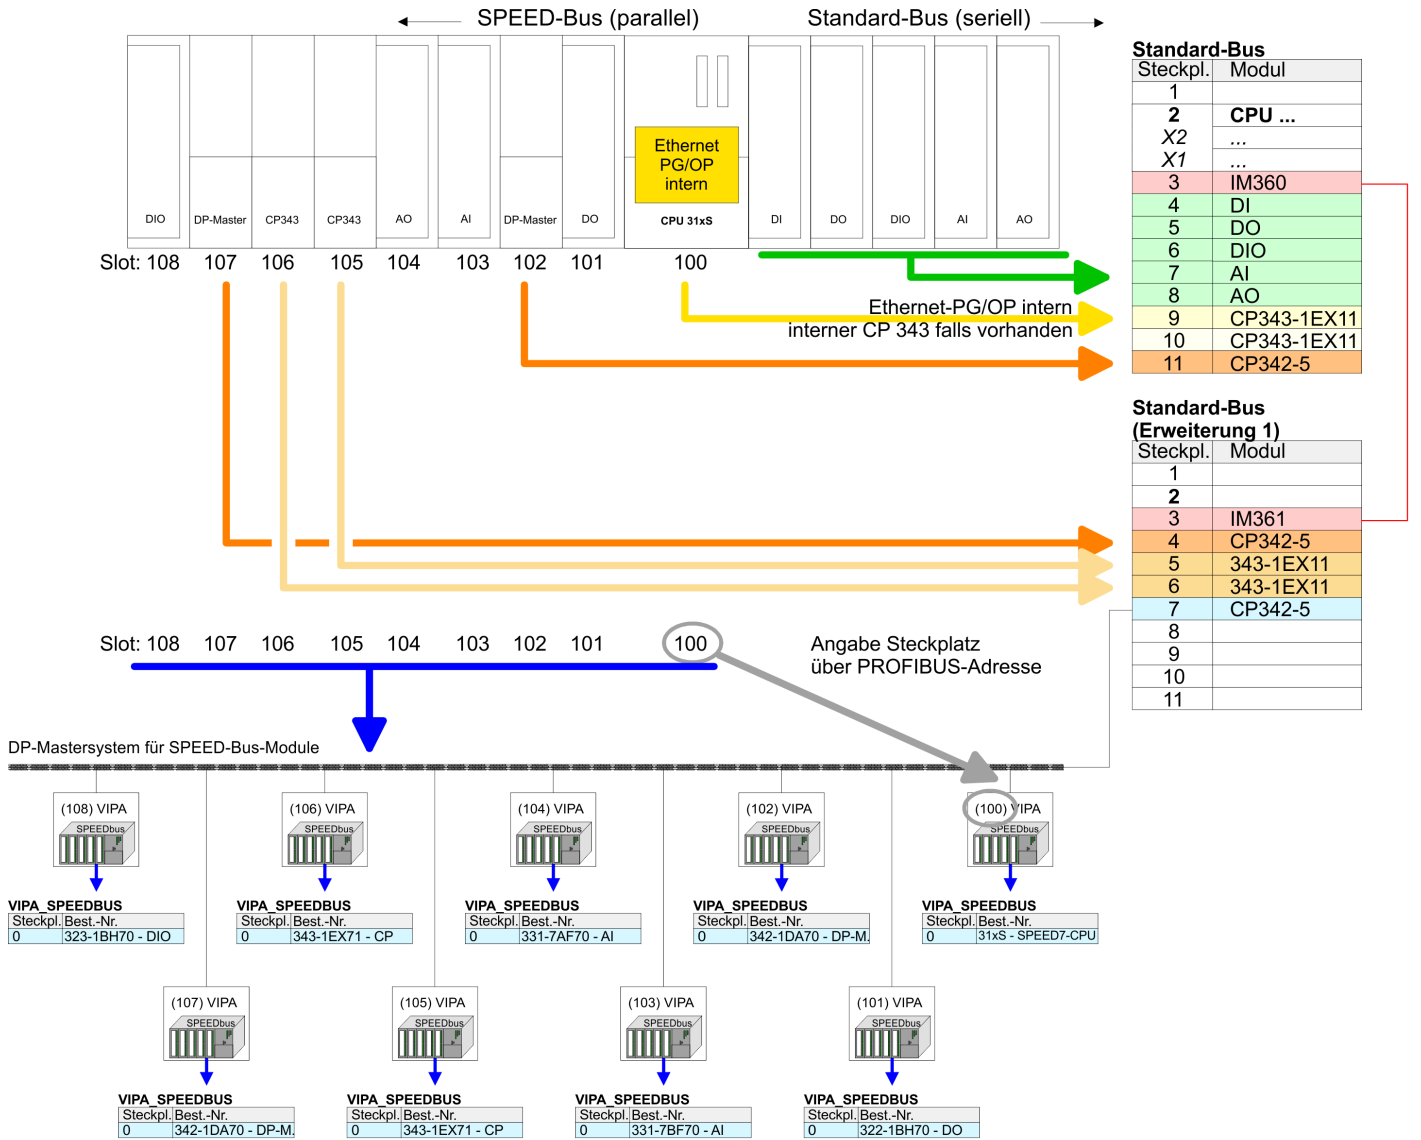 SPEED-Bus (parallel)
Standard-Bus (seriell)
Ethernet
PG/OP
intern
DIO
DP-Master
CP343
CP343
AO
AI
DP-Master
DO
CPU 31xS
DI
DO
DIO
AI
AO
Slot: 108 107 106 105 104 103 102 101 100
Ethernet-PG/OP intern
interner CP 343 falls vorhanden
Standard-Bus
Steckpl. Modul
1
2 CPU ...
X2 ...
X1 ...
3 IM360
4 DI
5 DO
6 DIO
7 AI
8 AO
9 CP343-1EX11
10 CP343-1EX11
11 CP342-5
Standard-Bus
(Erweiterung 1)
Steckpl. Modul
1
2
3 IM361
4 CP342-5
5 343-1EX11
6 343-1EX11
7 CP342-5
8
9
10
11
Slot: 108 107 106 105 104 103 102 101 100
Angabe Steckplatz
über PROFIBUS-Adresse
DP-Mastersystem für SPEED-Bus-Module
(108) VIPA
SPEEDbus
VIPA_SPEEDBUS
Steckpl. Best.-Nr.
0 323-1BH70 - DIO
(106) VIPA
SPEEDbus
VIPA_SPEEDBUS
Steckpl. Best.-Nr.
0 343-1EX71 - CP
(104) VIPA
SPEEDbus
VIPA_SPEEDBUS
Steckpl. Best.-Nr.
0 331-7AF70 - AI
(102) VIPA
SPEEDbus
VIPA_SPEEDBUS
Steckpl. Best.-Nr.
0 342-1DA70 - DP-M.
(100) VIPA
SPEEDbus
VIPA_SPEEDBUS
Steckpl. Best.-Nr.
0 31xS - SPEED7-CPU
(107) VIPA
SPEEDbus
VIPA_SPEEDBUS
Steckpl. Best.-Nr.
0 342-1DA70 - DP-M.
(105) VIPA
SPEEDbus
VIPA_SPEEDBUS
Steckpl. Best.-Nr.
0 343-1EX71 - CP
(103) VIPA
SPEEDbus
VIPA_SPEEDBUS
Steckpl. Best.-Nr.
0 331-7BF70 - AI
(101) VIPA
SPEEDbus
VIPA_SPEEDBUS
Steckpl. Best.-Nr.
0 322-1BH70 - DO